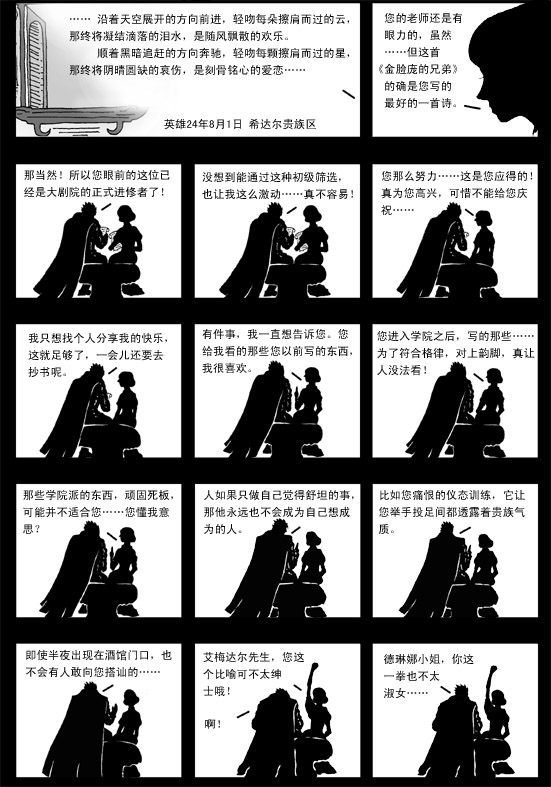 …… 沿着天空展开的方向前进，轻吻每朵擦肩而过的云，
那终将凝结滴落的泪水，是随风飘散的欢乐。
顺着黑暗追赶的方向奔驰，轻吻每颗擦肩而过的星，
那终将阴晴圆缺的哀伤，是刻骨铭心的爱恋……
英雄24年8月1日 希达尔贵族区
您的老师还是有
眼力的，虽然
……但这首
《金脸庞的兄弟》
的确是您写的
最好的一首诗。
那当然！所以您眼前的这位已
经是大剧院的正式进修者了！
没想到能通过这种初级筛选，
也让我这么激动……真不容易！
您那么努力……这是您应得的！
真为您高兴，可惜不能给您庆
祝……
我只想找个人分享我的快乐，
这就足够了，一会儿还要去
抄书呢。
有件事，我一直想告诉您。您
给我看的那些您以前写的东西，
我很喜欢。
您进入学院之后，写的那些……
为了符合格律，对上韵脚，真让
人没法看！
那些学院派的东西，顽固死板，
可能并不适合您……您懂我意
思？
人如果只做自己觉得舒坦的事，
那他永远也不会成为自己想成
为的人。
比如您痛恨的仪态训练，它让
您举手投足间都透露着贵族气
质。
即使半夜出现在酒馆门口，也
不会有人敢向您搭讪的……
艾梅达尔先生，您这
个比喻可不太绅
士哦！
啊！
德琳娜小姐，你这
一拳也不太
淑女……